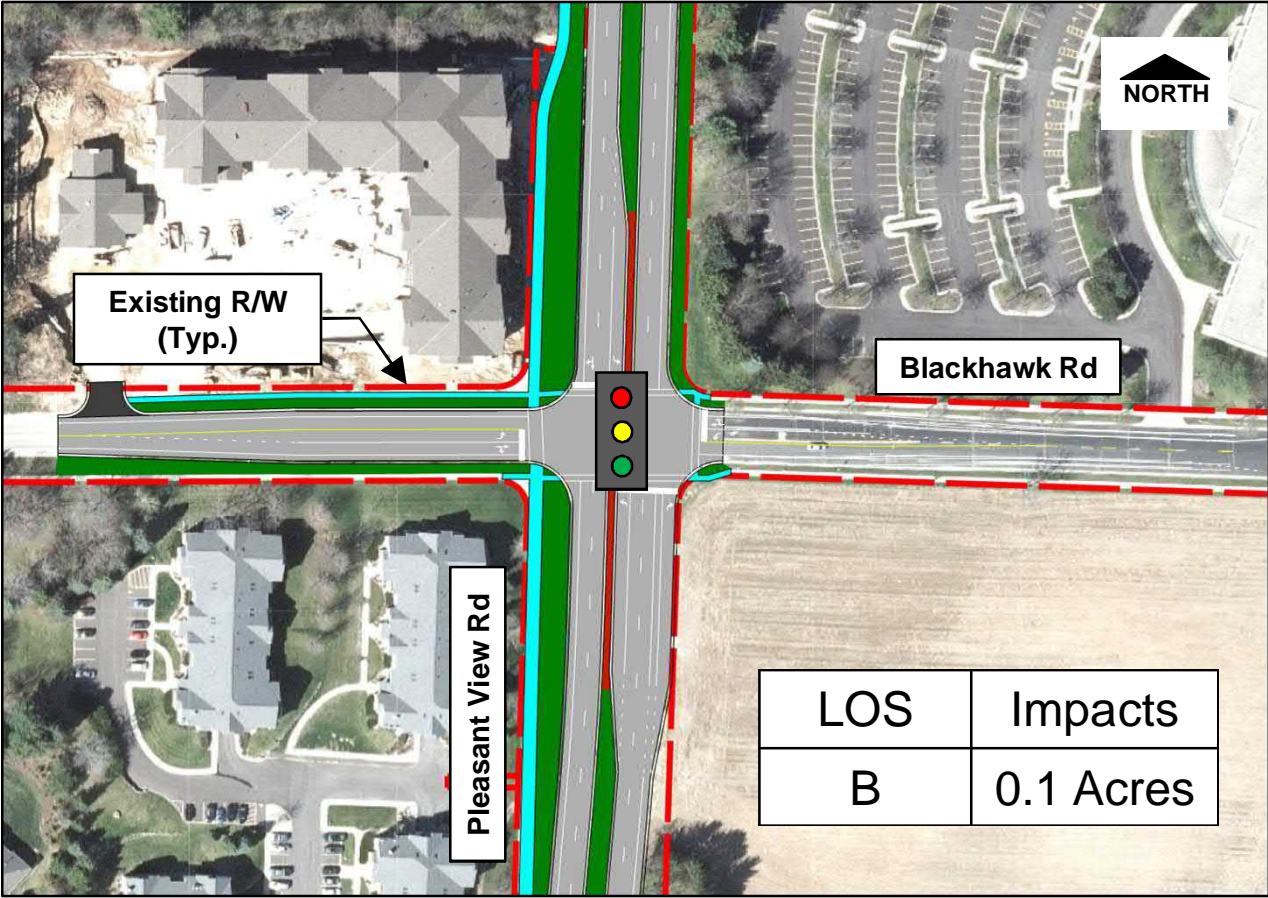 NORTH
Existing R/W
(Typ.)
Blackhawk Rd
Pleasant View Rd
LOS
Impacts
B
0.1 Acres